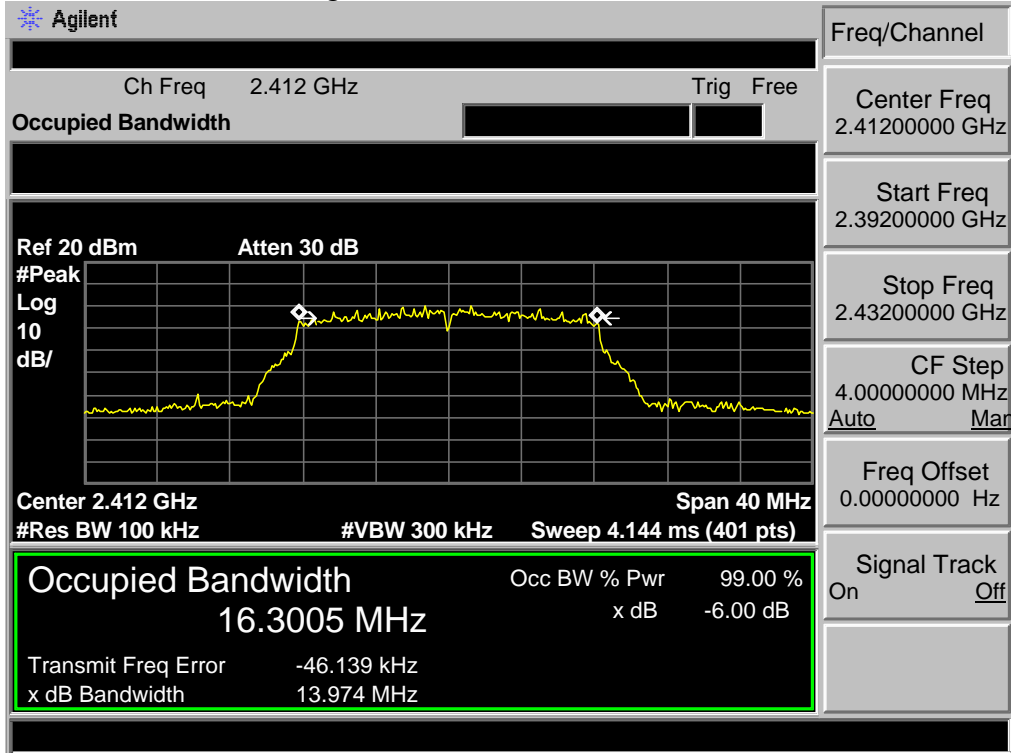 Agilent
Freq/Channel
Ch Freq 2.412 GHz Trig Free
Occupied Bandwidth
Center Freq
2.41200000 GHz
Start Freq
2.39200000 GHz
Ref 20 dBm Atten 30 dB
#Peak
Log
10
dB/
Stop Freq
2.43200000 GHz
CF Step
4.00000000 MHz
Auto Man
Freq Offset
0.00000000 Hz
Center 2.412 GHz Span 40 MHz
#Res BW 100 kHz #VBW 300 kHz Sweep 4.144 ms (401 pts)
Signal Track
On Off
Occupied Bandwidth
16.3005 MHz
Occ BW % Pwr 99.00 %
x dB -6.00 dB
Transmit Freq Error -46.139 kHz
x dB Bandwidth 13.974 MHz